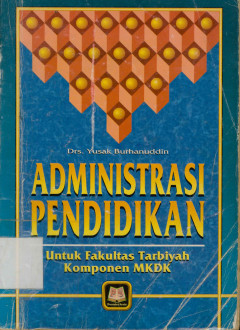 Drs. Yusak Burhanuddin
ADMINISTRASI
PENDIDIKAN
Untuk Fakultas Tarbiyah
Komponen MKDK